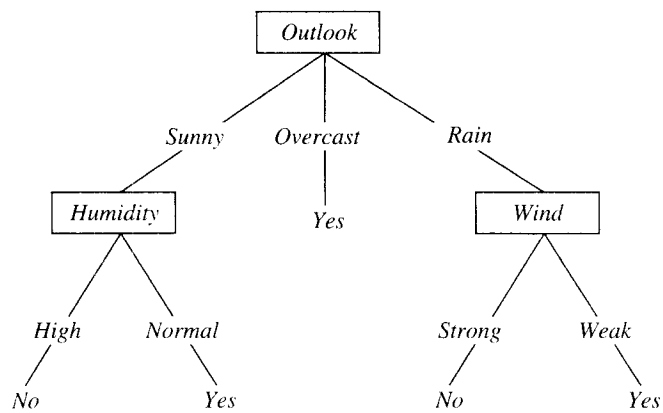 Outlook
Sunny Overcast Rain
Humidity Yes Wind
High Normal Strong Weak
No Yes No Yes